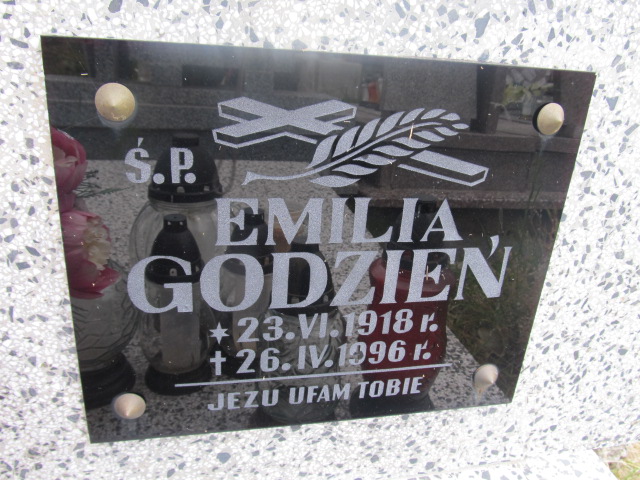 Ś.P.
EMILIA
GODZIEŃ
* 23.VI.1918 r.
✝ 26.IV.1996 r.
JEZU UFAM TOBIE